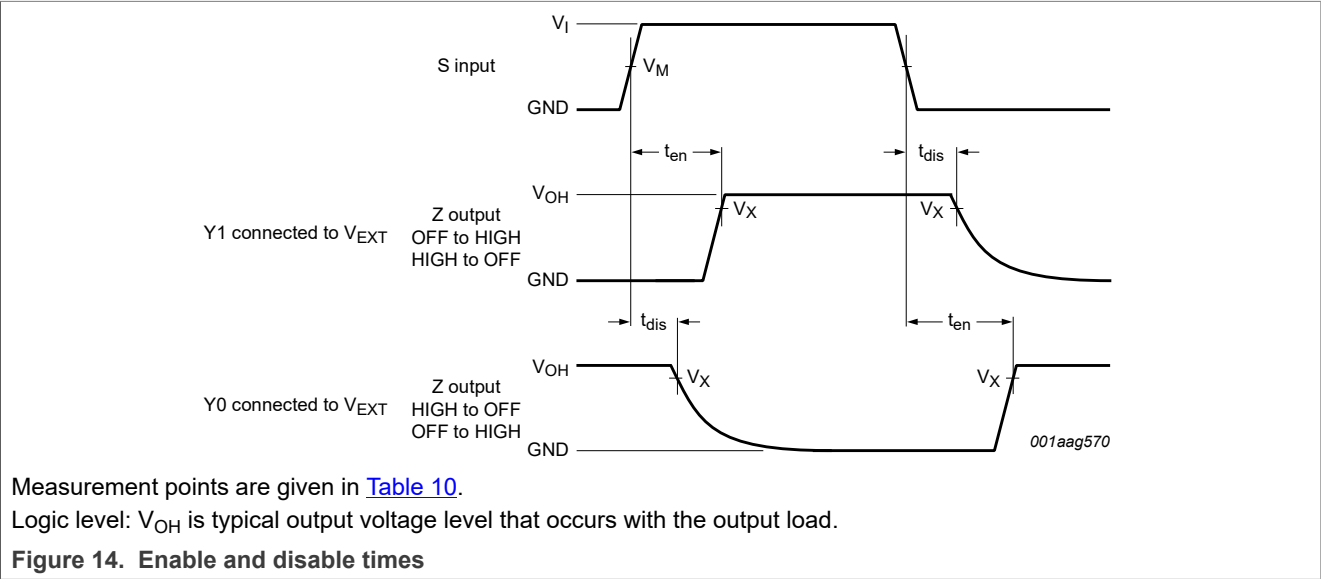 V_I
S input
V_M
GND
t_en
t_dis
V_OH
V_X
V_X
Y1 connected to V_EXT
Z output
OFF to HIGH
HIGH to OFF
GND
t_dis
t_en
V_OH
V_X
V_X
Y0 connected to V_EXT
Z output
HIGH to OFF
OFF to HIGH
GND
001aag570
Measurement points are given in Table 10.
Logic level: V_OH is typical output voltage level that occurs with the output load.
Figure 14. Enable and disable times